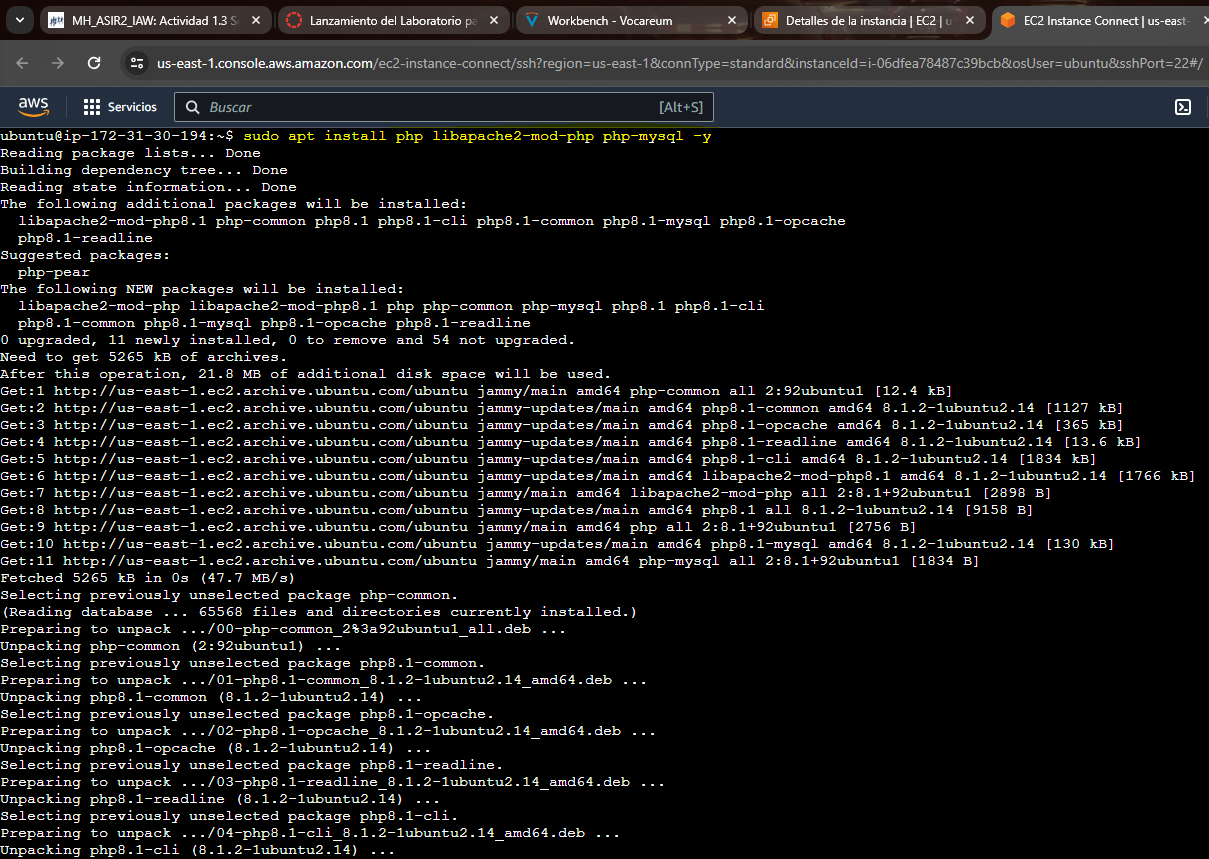 MH_ASIR2_IAW: Actividad 1.3 S
Lanzamiento del Laboratorio pa
Workbench - Vocareum
Detalles de la instancia | EC2 | u
EC2 Instance Connect | us-east-
us-east-1.console.aws.amazon.com/ec2-instance-connect/ssh?region=us-east-1&connType=standard&instanceId=i-06dfea78487c39bcb&osUser=ubuntu&sshPort=22#/
aws
Servicios
Buscar
[Alt+S]
ubuntu@ip-172-31-30-194:~$ sudo apt install php libapache2-mod-php php-mysql -y
Reading package lists... Done
Building dependency tree... Done
Reading state information... Done
The following additional packages will be installed:
  libapache2-mod-php8.1 php-common php8.1 php8.1-cli php8.1-common php8.1-mysql php8.1-opcache
  php8.1-readline
Suggested packages:
  php-pear
The following NEW packages will be installed:
  libapache2-mod-php libapache2-mod-php8.1 php php-common php-mysql php8.1 php8.1-cli
  php8.1-common php8.1-mysql php8.1-opcache php8.1-readline
0 upgraded, 11 newly installed, 0 to remove and 54 not upgraded.
Need to get 5265 kB of archives.
After this operation, 21.8 MB of additional disk space will be used.
Get:1 http://us-east-1.ec2.archive.ubuntu.com/ubuntu jammy/main amd64 php-common all 2:92ubuntu1 [12.4 kB]
Get:2 http://us-east-1.ec2.archive.ubuntu.com/ubuntu jammy-updates/main amd64 php8.1-common amd64 8.1.2-1ubuntu2.14 [1127 kB]
Get:3 http://us-east-1.ec2.archive.ubuntu.com/ubuntu jammy-updates/main amd64 php8.1-opcache amd64 8.1.2-1ubuntu2.14 [365 kB]
Get:4 http://us-east-1.ec2.archive.ubuntu.com/ubuntu jammy-updates/main amd64 php8.1-readline amd64 8.1.2-1ubuntu2.14 [13.6 kB]
Get:5 http://us-east-1.ec2.archive.ubuntu.com/ubuntu jammy-updates/main amd64 php8.1-cli amd64 8.1.2-1ubuntu2.14 [1834 kB]
Get:6 http://us-east-1.ec2.archive.ubuntu.com/ubuntu jammy-updates/main amd64 libapache2-mod-php8.1 amd64 8.1.2-1ubuntu2.14 [1766 kB]
Get:7 http://us-east-1.ec2.archive.ubuntu.com/ubuntu jammy/main amd64 libapache2-mod-php all 2:8.1+92ubuntu1 [2898 B]
Get:8 http://us-east-1.ec2.archive.ubuntu.com/ubuntu jammy-updates/main amd64 php8.1 all 8.1.2-1ubuntu2.14 [9158 B]
Get:9 http://us-east-1.ec2.archive.ubuntu.com/ubuntu jammy/main amd64 php all 2:8.1+92ubuntu1 [2756 B]
Get:10 http://us-east-1.ec2.archive.ubuntu.com/ubuntu jammy-updates/main amd64 php8.1-mysql amd64 8.1.2-1ubuntu2.14 [130 kB]
Get:11 http://us-east-1.ec2.archive.ubuntu.com/ubuntu jammy/main amd64 php-mysql all 2:8.1+92ubuntu1 [1834 B]
Fetched 5265 kB in 0s (47.7 MB/s)
Selecting previously unselected package php-common.
(Reading database ... 65568 files and directories currently installed.)
Preparing to unpack .../00-php-common_2%3a92ubuntu1_all.deb ...
Unpacking php-common (2:92ubuntu1) ...
Selecting previously unselected package php8.1-common.
Preparing to unpack .../01-php8.1-common_8.1.2-1ubuntu2.14_amd64.deb ...
Unpacking php8.1-common (8.1.2-1ubuntu2.14) ...
Selecting previously unselected package php8.1-opcache.
Preparing to unpack .../02-php8.1-opcache_8.1.2-1ubuntu2.14_amd64.deb ...
Unpacking php8.1-opcache (8.1.2-1ubuntu2.14) ...
Selecting previously unselected package php8.1-readline.
Preparing to unpack .../03-php8.1-readline_8.1.2-1ubuntu2.14_amd64.deb ...
Unpacking php8.1-readline (8.1.2-1ubuntu2.14) ...
Selecting previously unselected package php8.1-cli.
Preparing to unpack .../04-php8.1-cli_8.1.2-1ubuntu2.14_amd64.deb ...
Unpacking php8.1-cli (8.1.2-1ubuntu2.14) ...